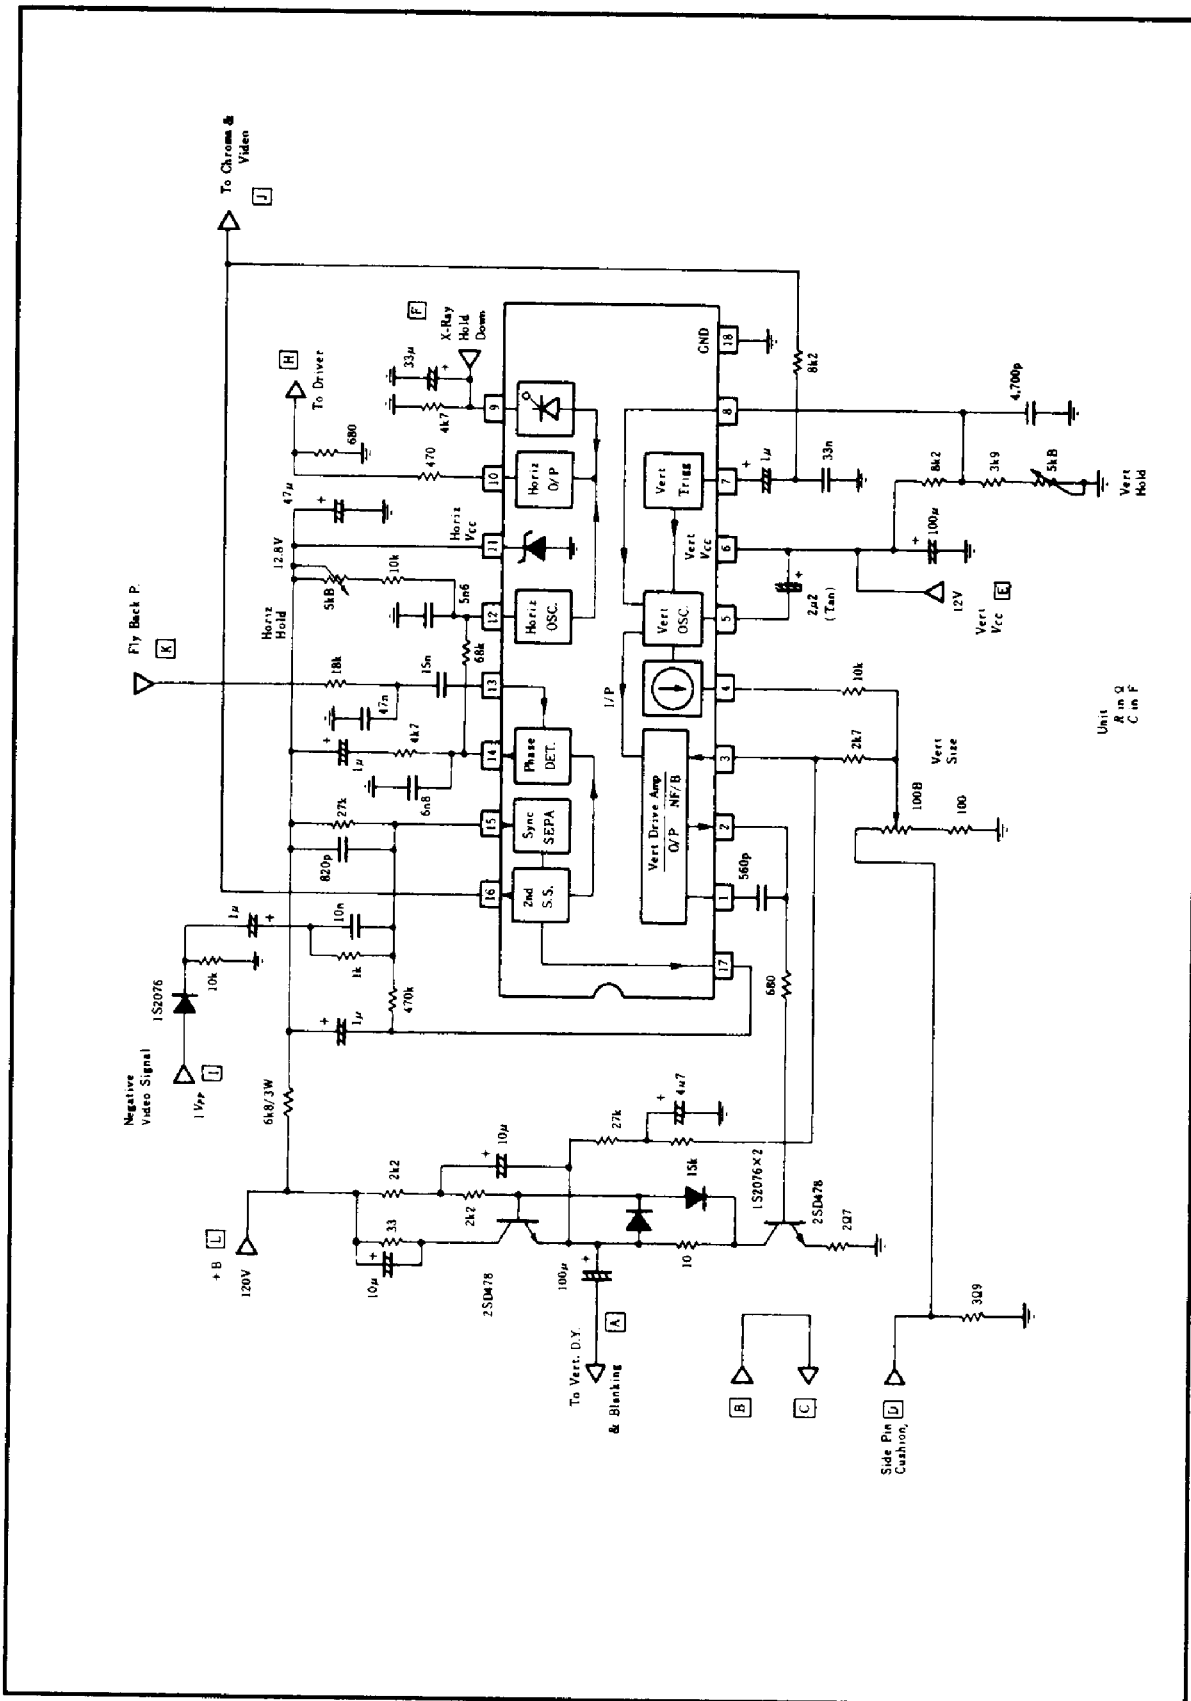 To Chroma &
Video
J
Fly Back P.
K
H
To Driver
F
X-Ray
Hold
Down
Negative
Video Signal
1 VPP
I
1S2076
10k
1μ
10n
1k
470k
1μ
6k8/3W
820p
27k
Horiz
Hold
1μ
4k7
6n8
47n
18k
15n
68k
12.8V
5kB
10k
5n6
47μ
Horiz
VCC
680
470
4k7
33μ
16
15
14
13
12
11
10
9
2nd
S.S.
Sync
SEPA
Phase
DET.
Horiz
OSC.
Horiz
O/P
Vert Drive Amp
O/P
NF/B
I/P
Vert
OSC.
Vert
Trigg
Vert
VCC
GND
17
1
2
3
4
5
6
7
8
18
560p
680
2k7
10k
2μ2
(Tan)
1μ
33n
8k2
12V
Vert
VCC
E
100μ
8k2
3k9
5kB
4,700p
Vert
Hold
Vert
Size
100B
100
Unit
R in Ω
C in F
+B
L
120V
10μ
33
2k2
2k2
10μ
27k
4μ7
15k
2SD478
100μ
10
1S2076×2
2SD478
2Ω7
To Vert. D.Y.
& Blanking
A
B
C
Side Pin
Cushion,
D
3Ω9